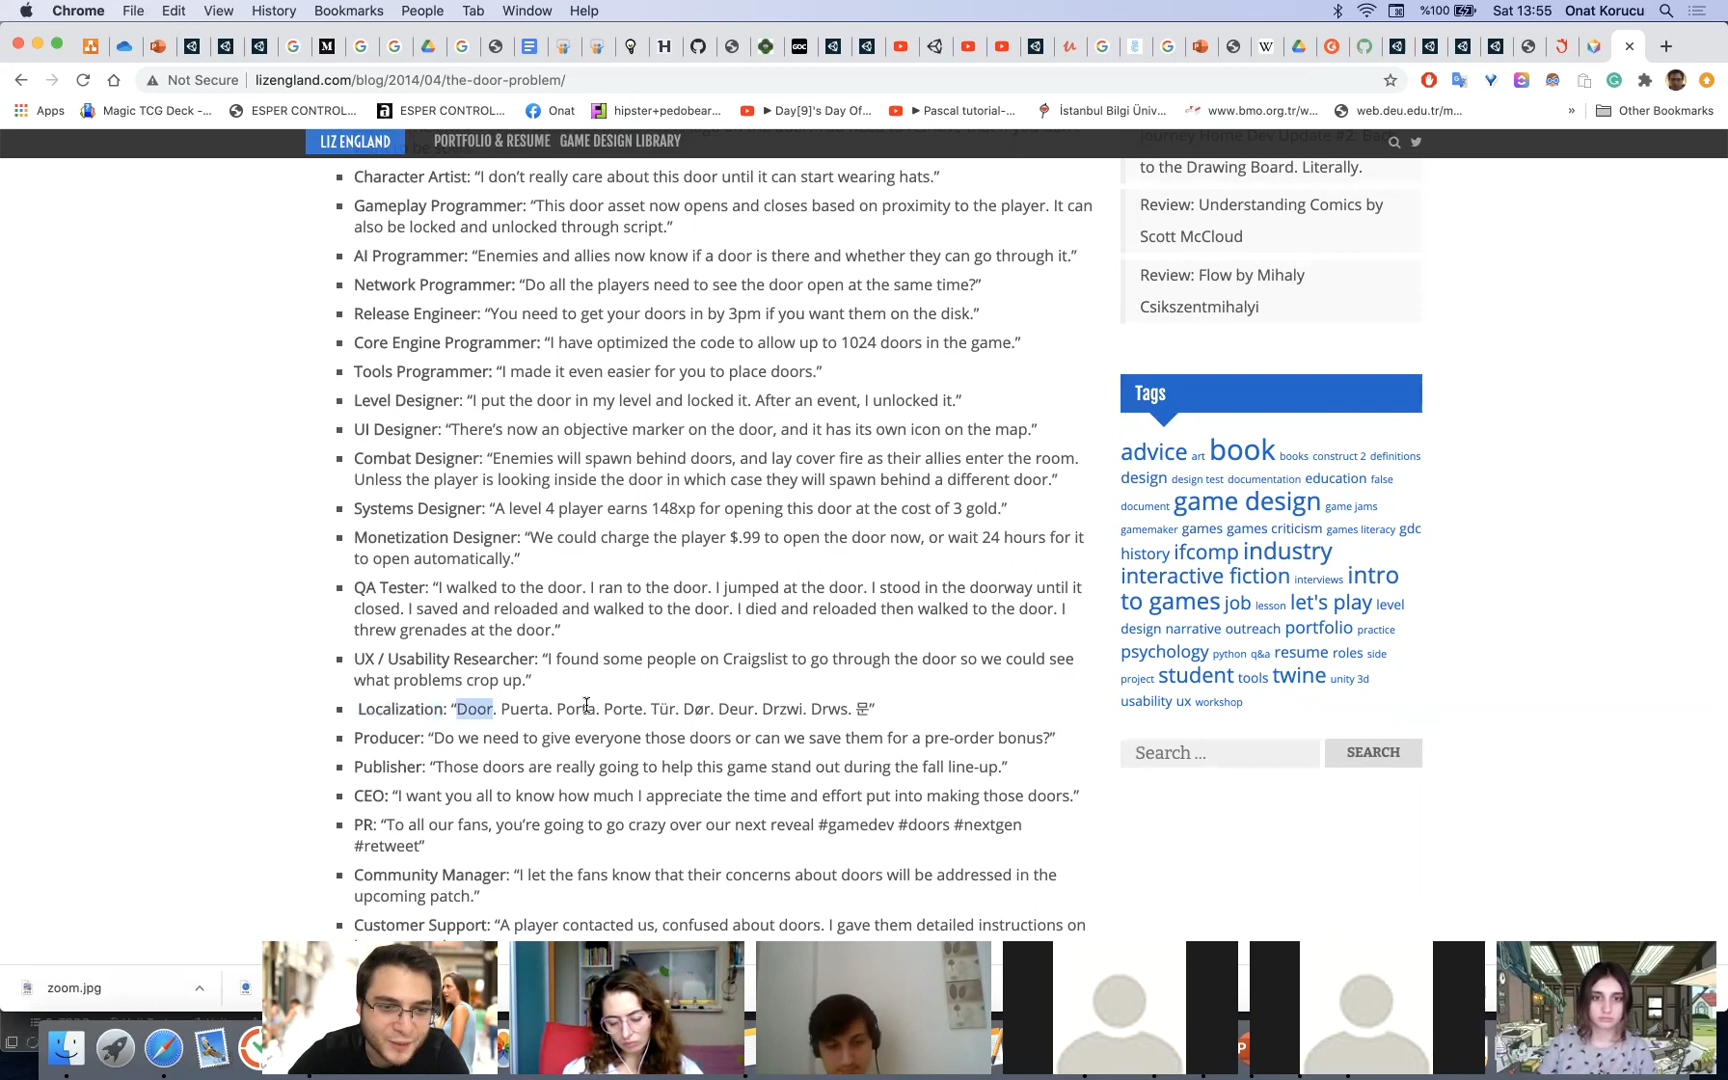 Chrome File Edit View History Bookmarks People Tab Window Help
%100 Sat 13:55 Onat Korucu
Not Secure lizengland.com/blog/2014/04/the-door-problem/
Apps Magic TCG Deck -... ESPER CONTROL... ESPER CONTROL... Onat hipster+pedobear... ► Day[9]'s Day Of... ► Pascal tutorial-... İstanbul Bilgi Üniv... www.bmo.org.tr/w... web.deu.edu.tr/m... » Other Bookmarks
LIZ ENGLAND PORTFOLIO & RESUME GAME DESIGN LIBRARY
Character Artist: “I don’t really care about this door until it can start wearing hats.”
Gameplay Programmer: “This door asset now opens and closes based on proximity to the player. It can
also be locked and unlocked through script.”
AI Programmer: “Enemies and allies now know if a door is there and whether they can go through it.”
Network Programmer: “Do all the players need to see the door open at the same time?”
Release Engineer: “You need to get your doors in by 3pm if you want them on the disk.”
Core Engine Programmer: “I have optimized the code to allow up to 1024 doors in the game.”
Tools Programmer: “I made it even easier for you to place doors.”
Level Designer: “I put the door in my level and locked it. After an event, I unlocked it.”
UI Designer: “There’s now an objective marker on the door, and it has its own icon on the map.”
Combat Designer: “Enemies will spawn behind doors, and lay cover fire as their allies enter the room.
Unless the player is looking inside the door in which case they will spawn behind a different door.”
Systems Designer: “A level 4 player earns 148xp for opening this door at the cost of 3 gold.”
Monetization Designer: “We could charge the player $.99 to open the door now, or wait 24 hours for it
to open automatically.”
QA Tester: “I walked to the door. I ran to the door. I jumped at the door. I stood in the doorway until it
closed. I saved and reloaded and walked to the door. I died and reloaded then walked to the door. I
threw grenades at the door.”
UX / Usability Researcher: “I found some people on Craigslist to go through the door so we could see
what problems crop up.”
Localization: “Door. Puerta. Porta. Porte. Tür. Dør. Deur. Drzwi. Drws. 문”
Producer: “Do we need to give everyone those doors or can we save them for a pre-order bonus?”
Publisher: “Those doors are really going to help this game stand out during the fall line-up.”
CEO: “I want you all to know how much I appreciate the time and effort put into making those doors.”
PR: “To all our fans, you’re going to go crazy over our next reveal #gamedev #doors #nextgen
#retweet”
Community Manager: “I let the fans know that their concerns about doors will be addressed in the
upcoming patch.”
Customer Support: “A player contacted us, confused about doors. I gave them detailed instructions on
Journey Home Dev Update #2: Back
to the Drawing Board. Literally.
Review: Understanding Comics by
Scott McCloud
Review: Flow by Mihaly
Csikszentmihalyi
Tags
advice art book books construct 2 definitions
design design test documentation education false
document game design game jams
gamemaker games games criticism games literacy gdc
history ifcomp industry
interactive fiction interviews intro
to games job lesson let's play level
design narrative outreach portfolio practice
psychology python q&a resume roles side
project student tools twine unity 3d
usability ux workshop
Search ... SEARCH
zoom.jpg